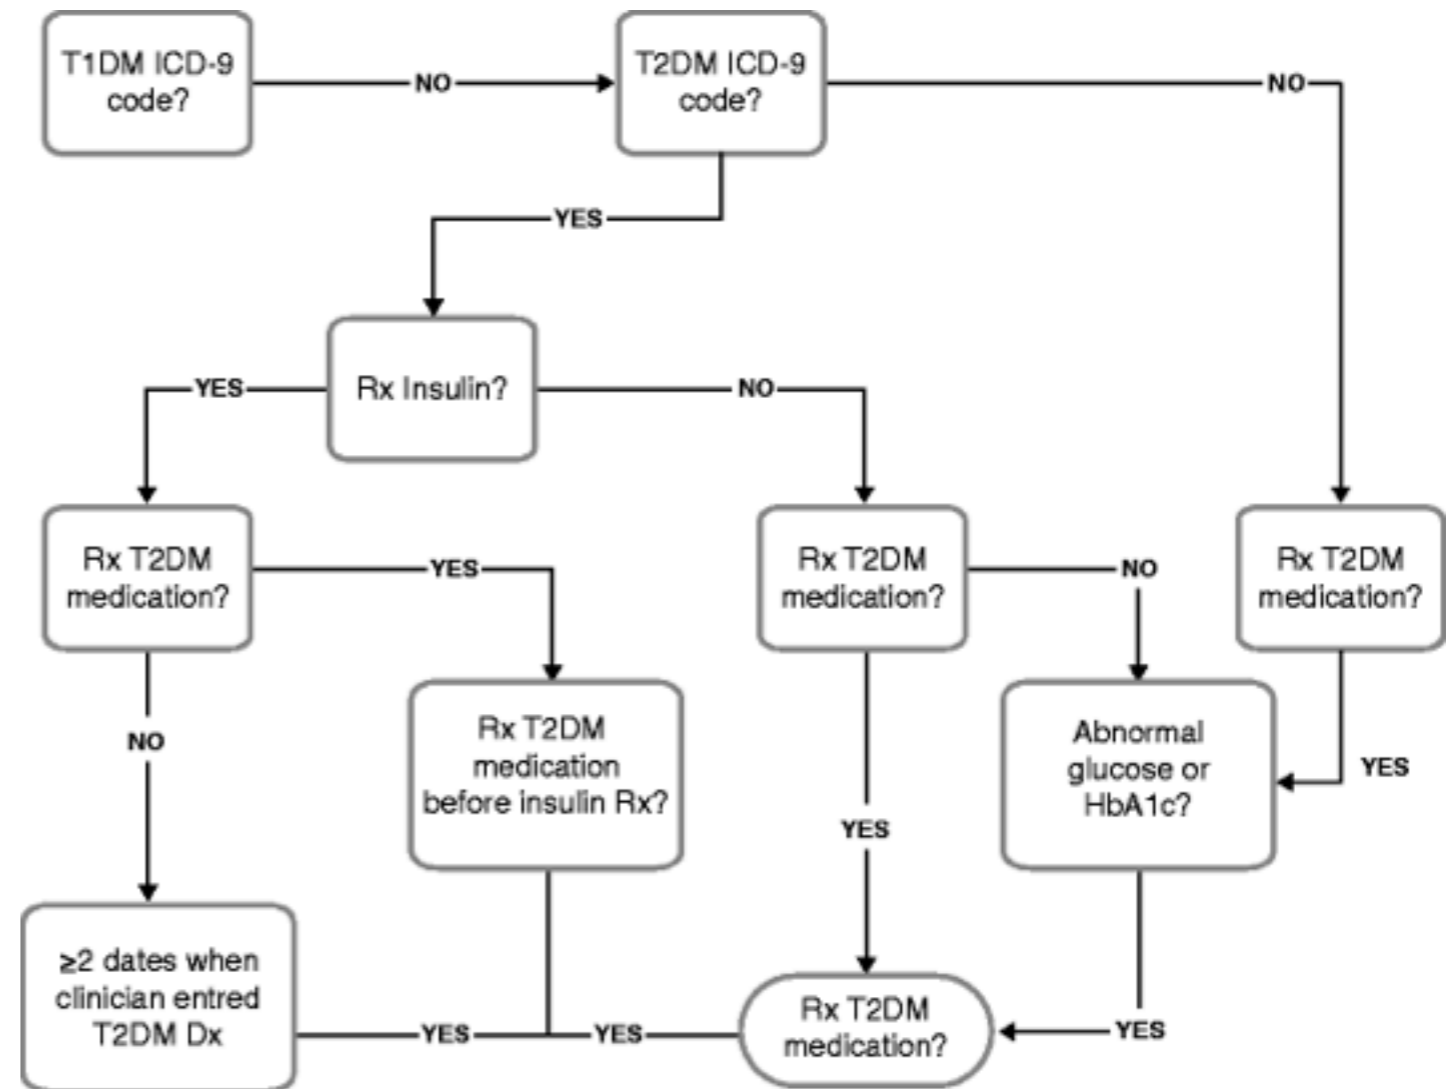 T1DM ICD-9
code?
NO
T2DM ICD-9
code?
NO
YES
YES
Rx Insulin?
NO
Rx T2DM
medication?
YES
Rx T2DM
medication?
NO
Rx T2DM
medication?
NO
Rx T2DM
medication
before insulin Rx?
YES
Abnormal
glucose or
HbA1c?
YES
≥2 dates when
clinician entred
T2DM Dx
YES
YES
Rx T2DM
medication?
YES